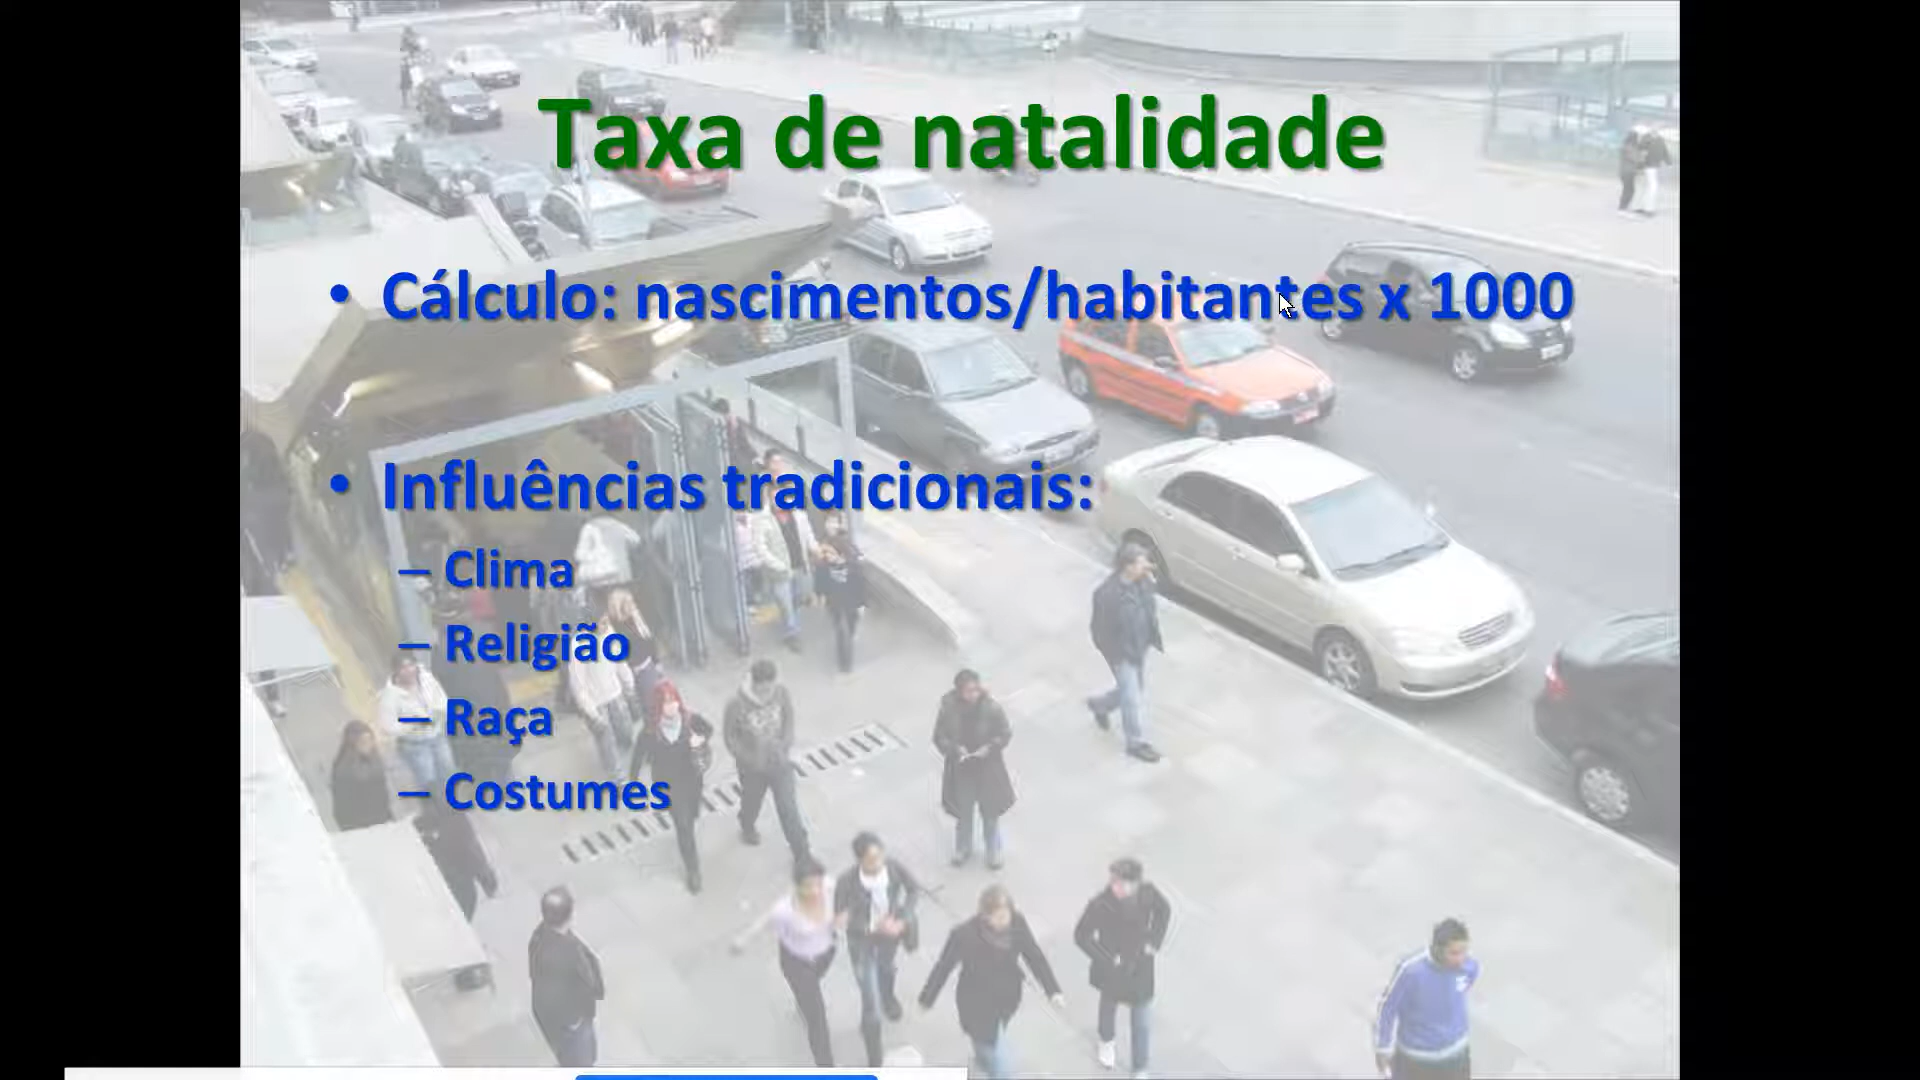 Taxa de natalidade
• Cálculo: nascimentos/habitantes x 1000
• Influências tradicionais:
– Clima
– Religião
– Raça
– Costumes